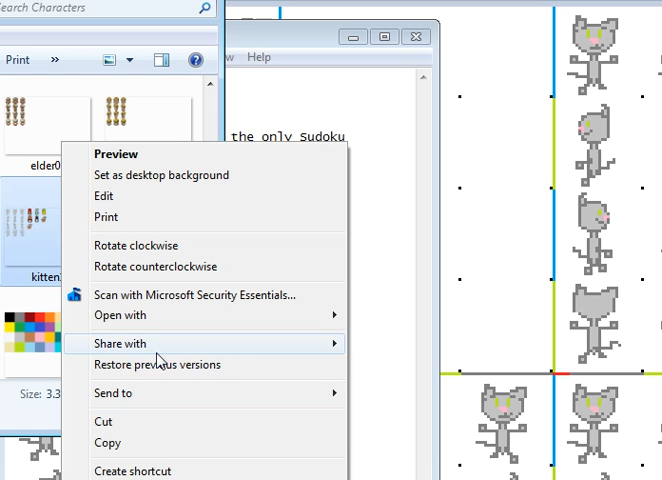 Search Characters
Print »
Help
elder0
the only Sudoku
Preview
Set as desktop background
Edit
Print
Rotate clockwise
kitten
Rotate counterclockwise
Scan with Microsoft Security Essentials...
Open with
Share with
Restore previous versions
Size: 3.3
Send to
Cut
Copy
Create shortcut